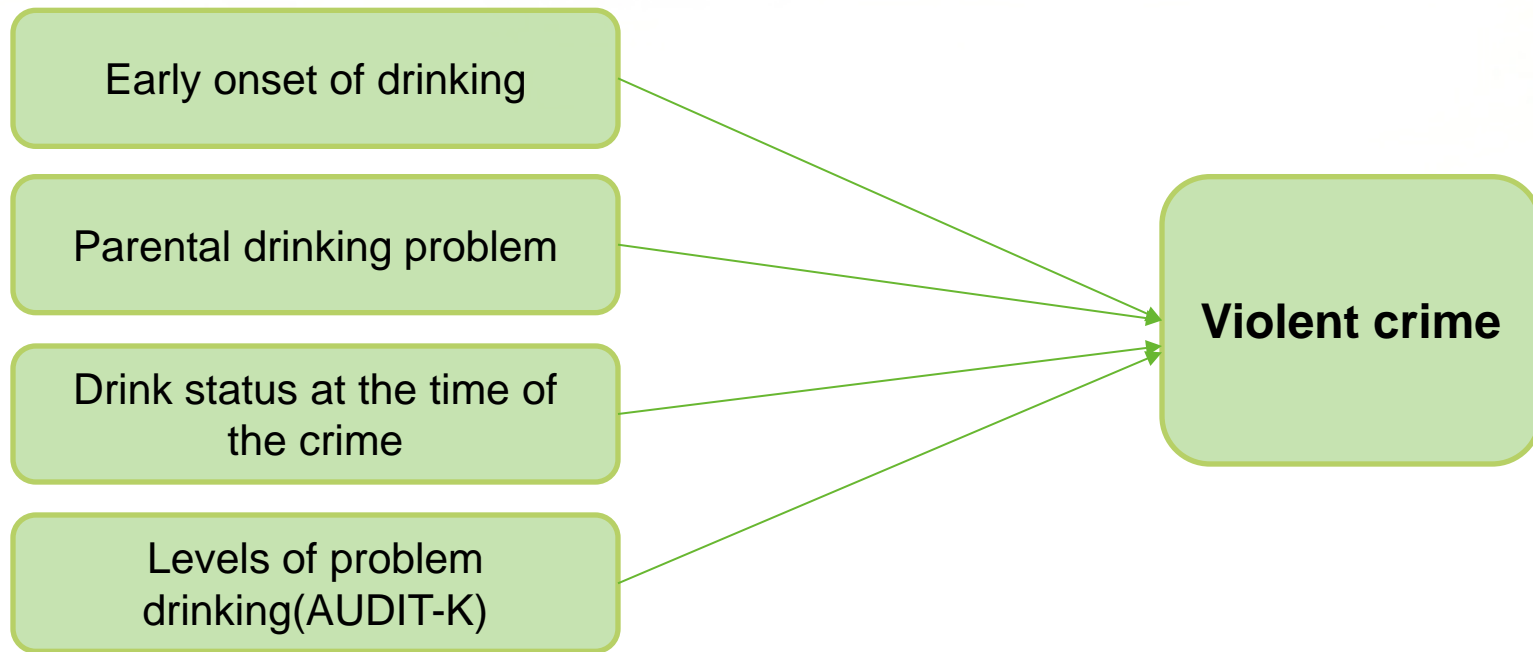 Early onset of drinking
Parental drinking problem
Drink status at the time of
the crime
Levels of problem
drinking(AUDIT-K)
Violent crime